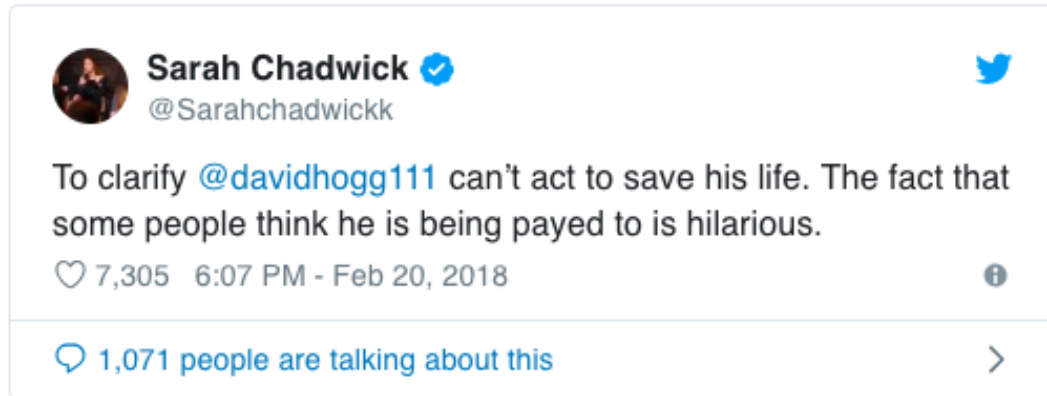 Sarah Chadwick
@Sarahchadwickk
To clarify @davidhogg111 can’t act to save his life. The fact that
some people think he is being payed to is hilarious.
7,305 6:07 PM - Feb 20, 2018
1,071 people are talking about this